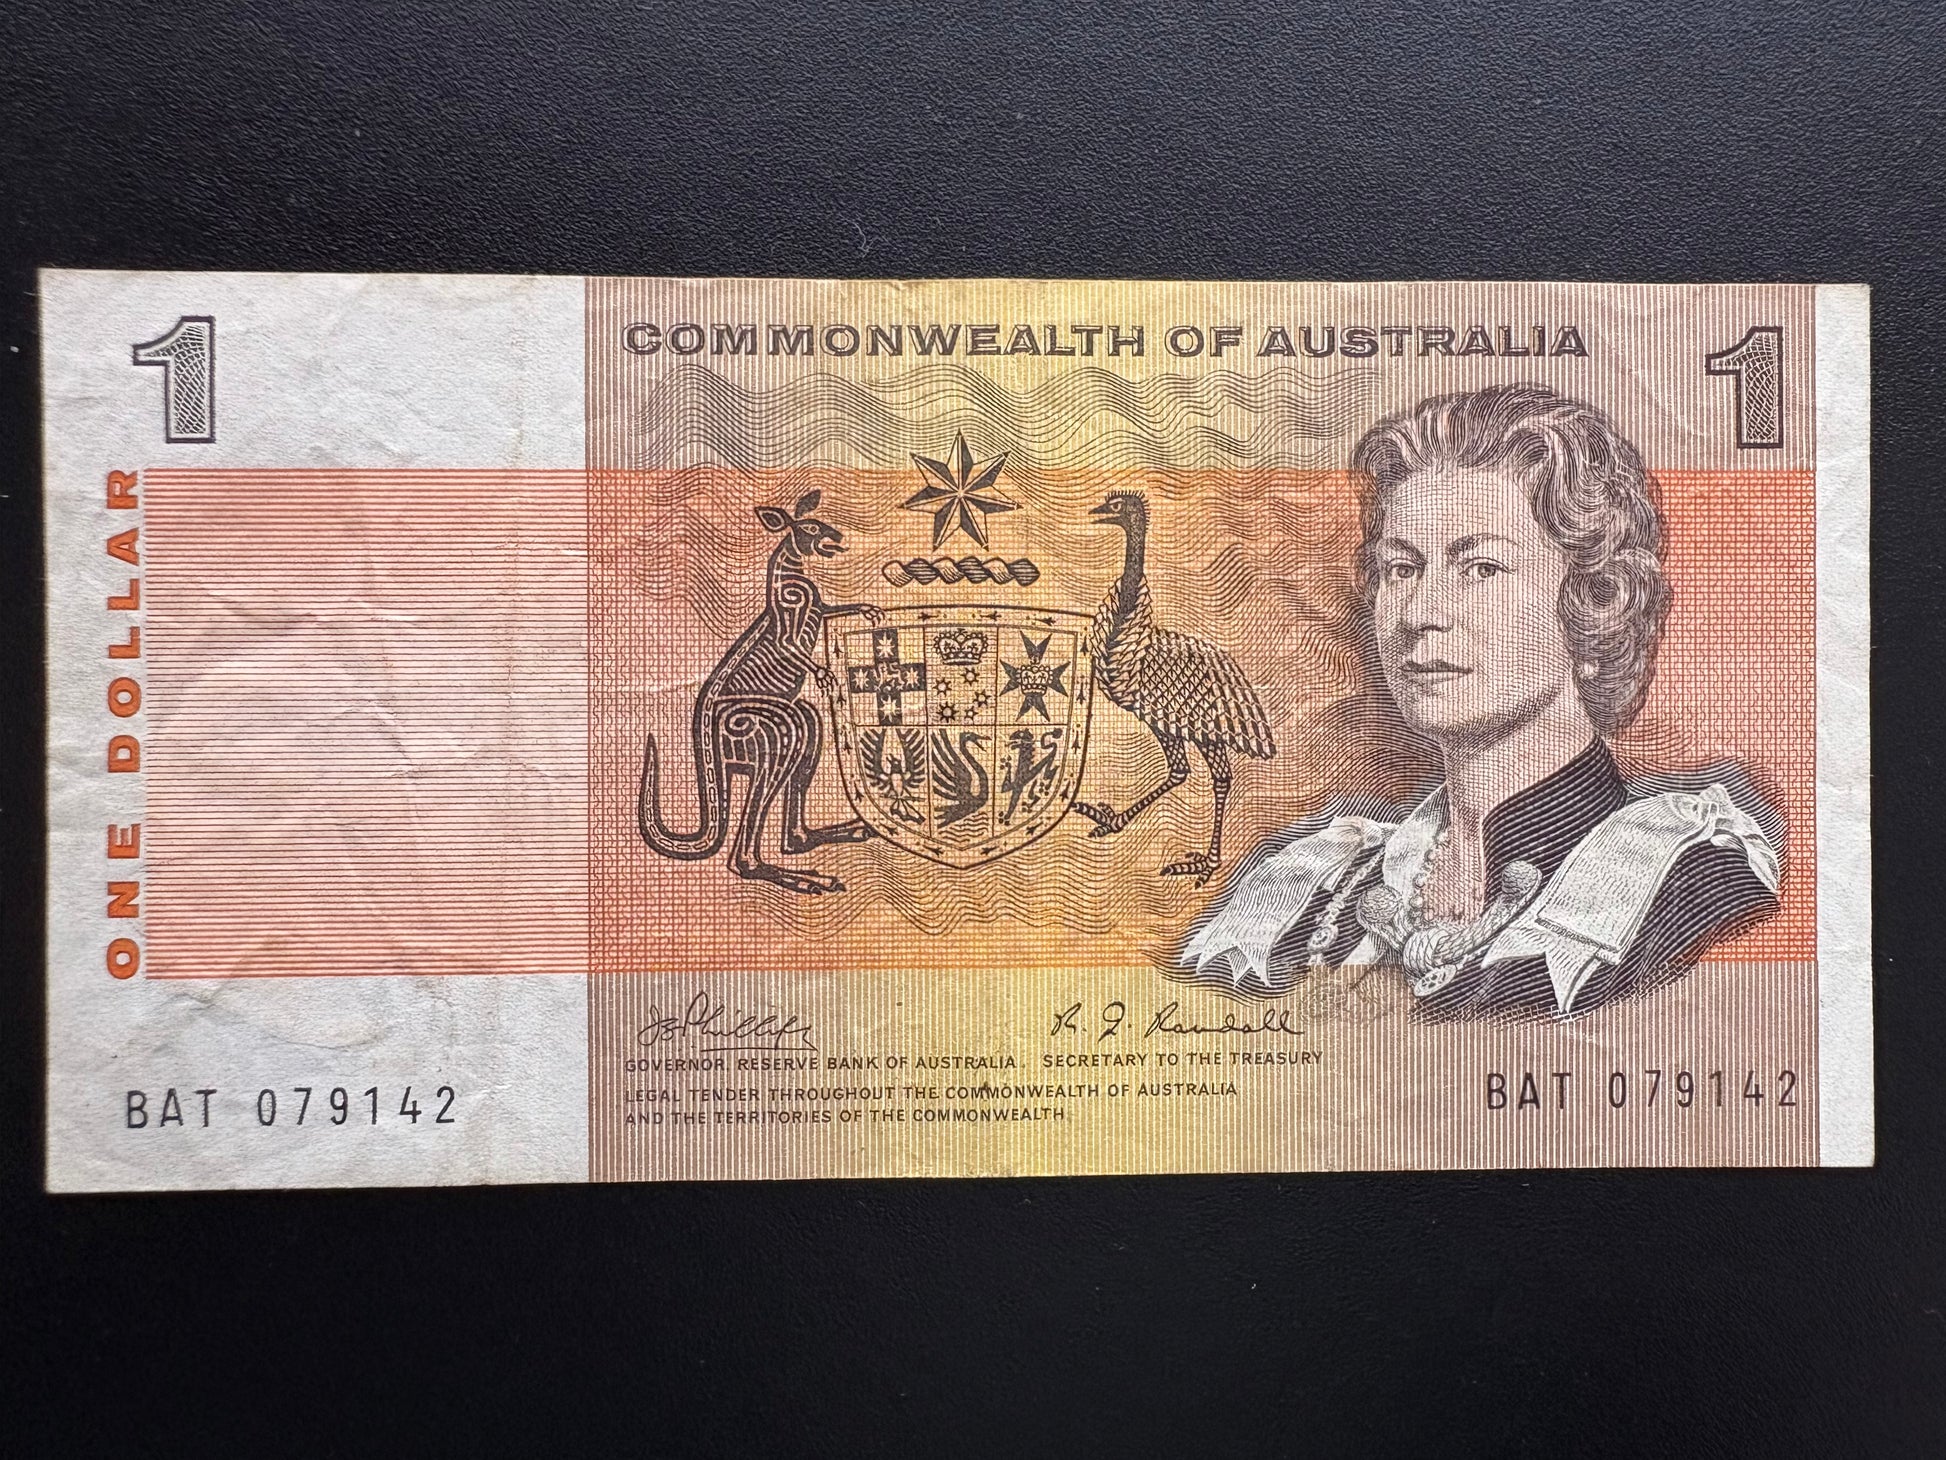 1
COMMONWEALTH OF AUSTRALIA
1
ONE DOLLAR
R. J. Randall
GOVERNOR, RESERVE BANK OF AUSTRALIA. SECRETARY TO THE TREASURY
LEGAL TENDER THROUGHOUT THE COMMONWEALTH OF AUSTRALIA
AND THE TERRITORIES OF THE COMMONWEALTH
BAT 079142
BAT 079142